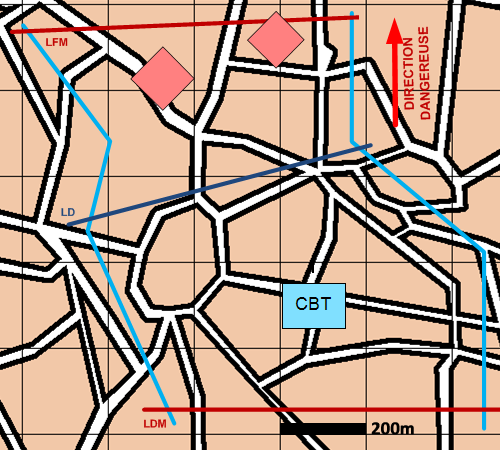 LFM
DIRECTION
DANGEREUSE
LD
CBT
LDM
200m